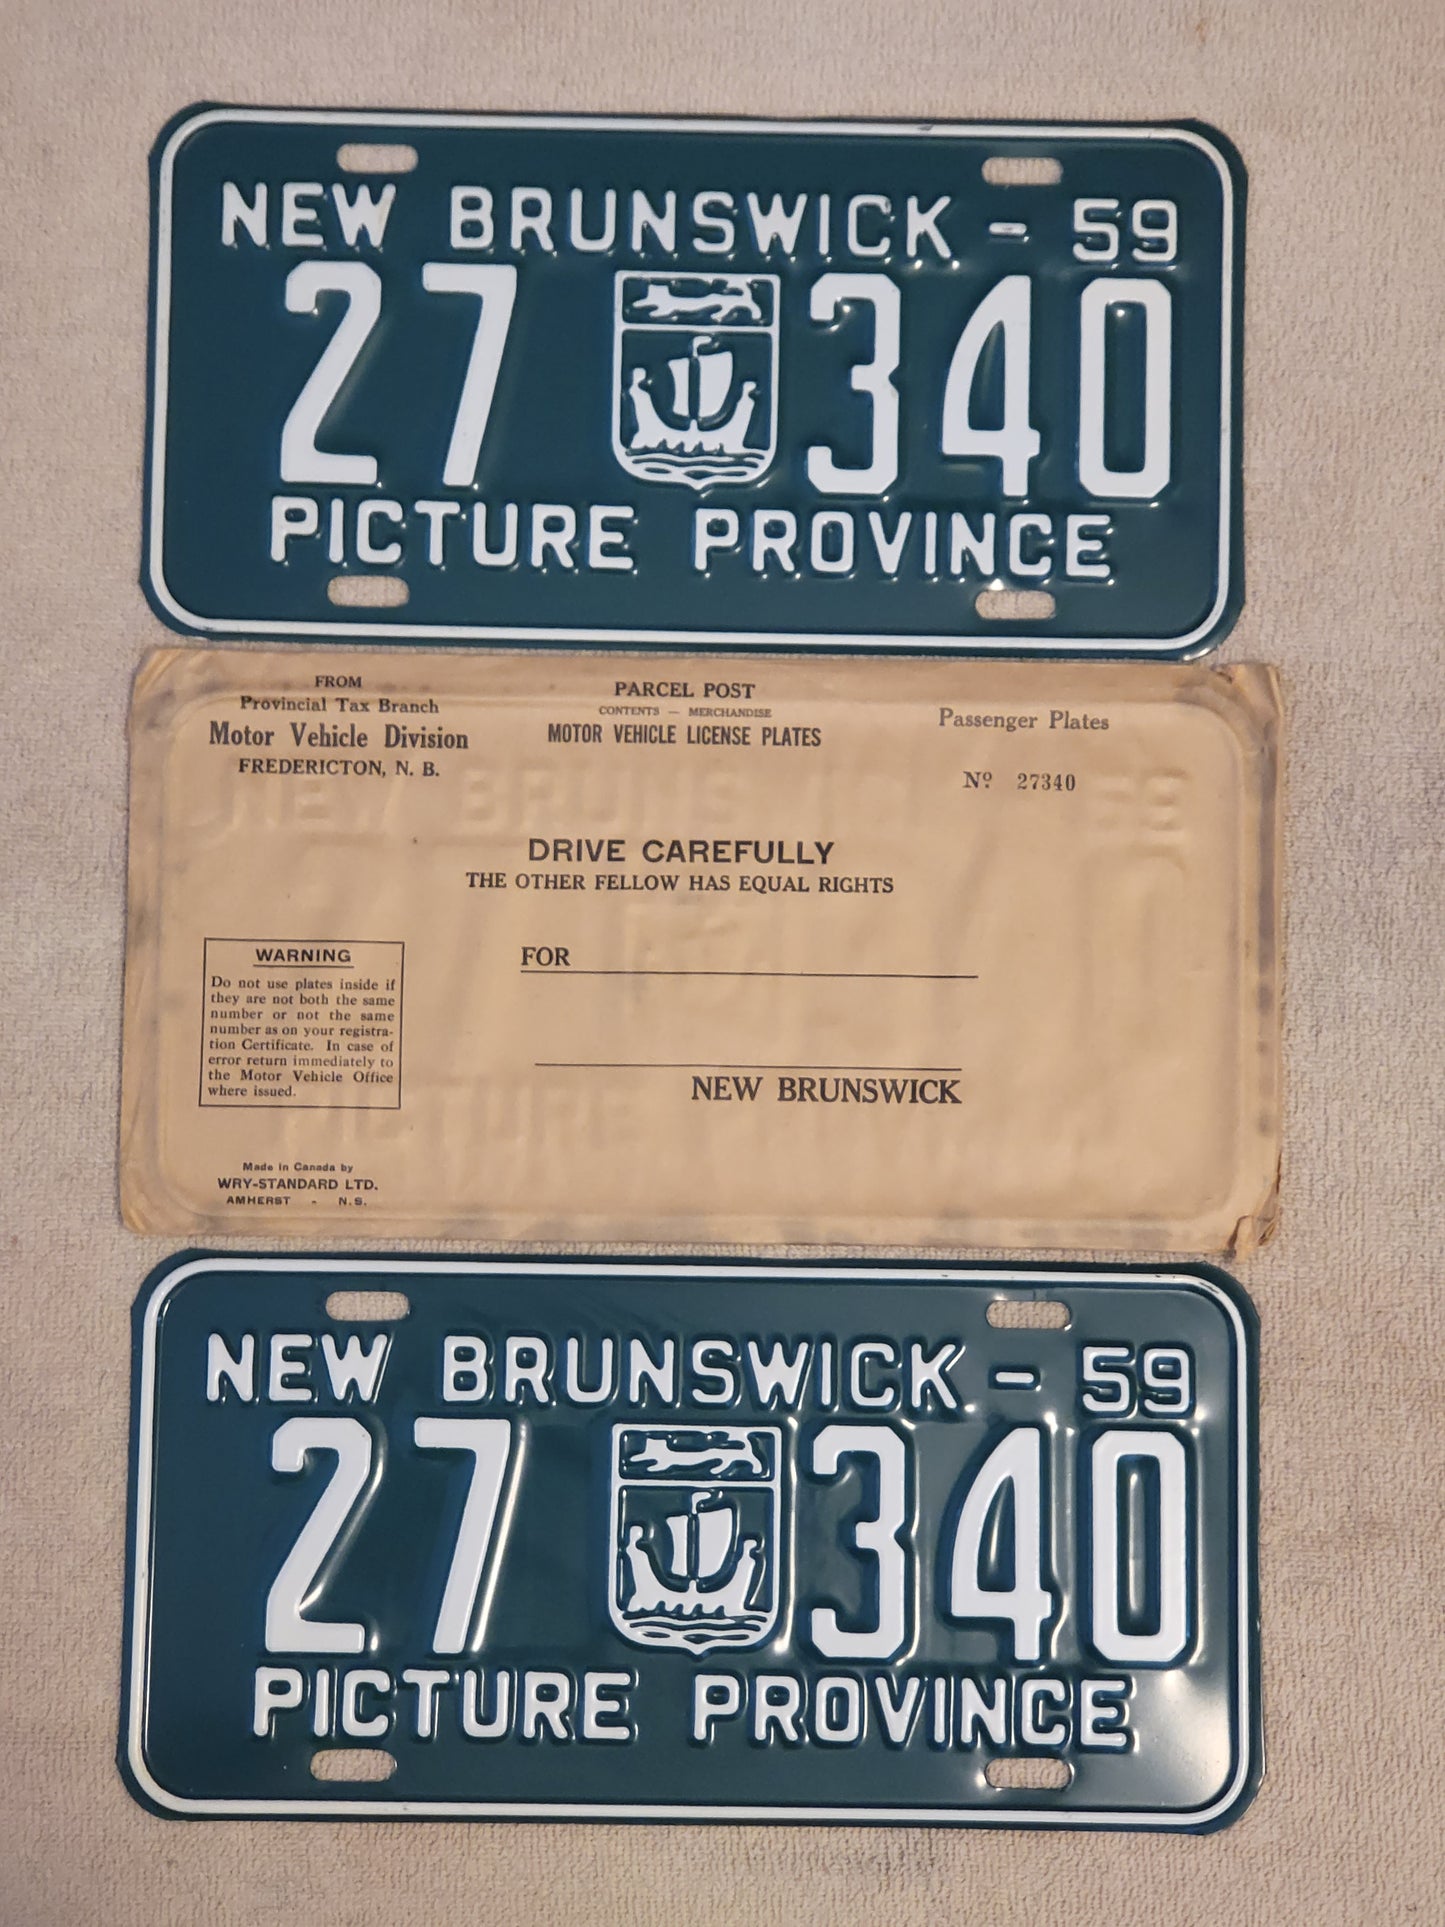 NEW BRUNSWICK - 59
27 340
PICTURE PROVINCE
FROM
Provincial Tax Branch
Motor Vehicle Division
FREDERICTON, N. B.
PARCEL POST
CONTENTS — MERCHANDISE
MOTOR VEHICLE LICENSE PLATES
Passenger Plates
Nº 27340
DRIVE CAREFULLY
THE OTHER FELLOW HAS EQUAL RIGHTS
WARNING
Do not use plates inside if
they are not both the same
number or not the same
number as on your registra-
tion Certificate. In case of
error return immediately to
the Motor Vehicle Office
where issued.
FOR
NEW BRUNSWICK
Made in Canada by
WRY-STANDARD LTD.
AMHERST - N.S.
NEW BRUNSWICK - 59
27 340
PICTURE PROVINCE